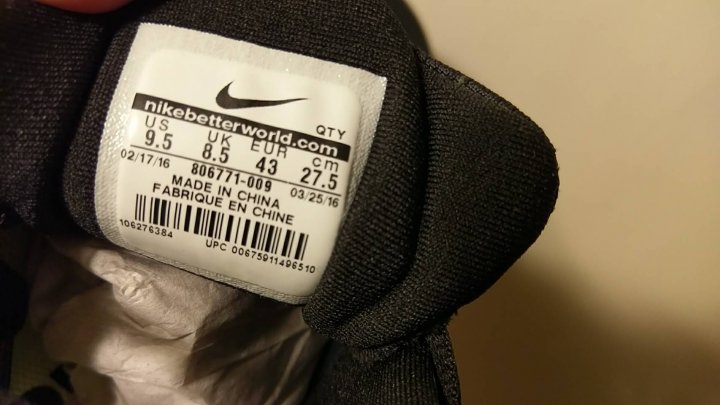 nikebetterworld.com QTY
US UK EUR cm
9.5 8.5 43 27.5
02/17/16 806771-009 03/25/16
MADE IN CHINA
FABRIQUE EN CHINE
106276384 UPC 00675911496510